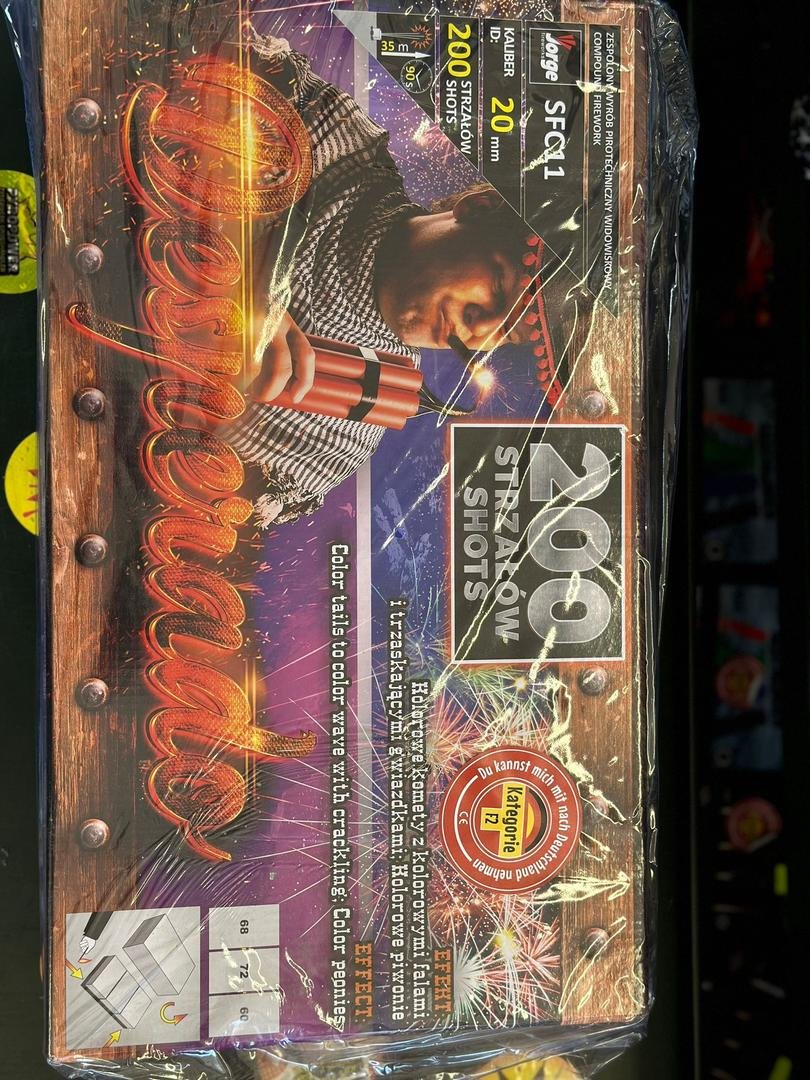 ZESPOLONY WYRÓB PIROTECHNICZNY WIDOWISKOWY
COMPOUND FIREWORK
Jorge
SFC11
KALIBER
ID:
20 mm
200 STRZAŁÓW
SHOTS
35 m
90 s
200
STRZAŁÓW
SHOTS
Desperados
Du kannst mich mit nach Deutschland nehmen
Kategorie
F2
CE
EFEKT
Kolorowe komety z kolorowymi falami
i trzaskającymi gwiazdkami; Kolorowe piwonie
EFFECT
Color tails to color wave with crackling; Color peonies
68 72 60